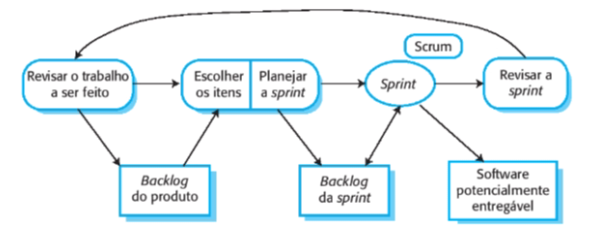 Scrum
Revisar o trabalho
a ser feito
Escolher
os itens
Planejar
a sprint
Sprint
Revisar a
sprint
Backlog
do produto
Backlog
da sprint
Software
potencialmente
entregável